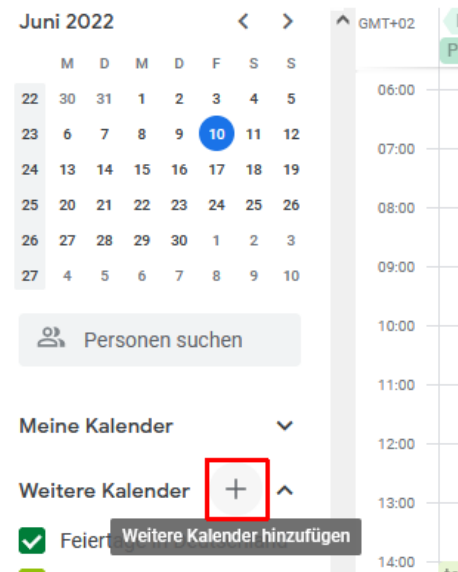 Juni 2022
M D M D F S S
22 30 31 1 2 3 4 5
23 6 7 8 9 10 11 12
24 13 14 15 16 17 18 19
25 20 21 22 23 24 25 26
26 27 28 29 30 1 2 3
27 4 5 6 7 8 9 10
Personen suchen
Meine Kalender
Weitere Kalender
Weitere Kalender hinzufügen
GMT+02
P
06:00
07:00
08:00
09:00
10:00
11:00
12:00
13:00
14:00